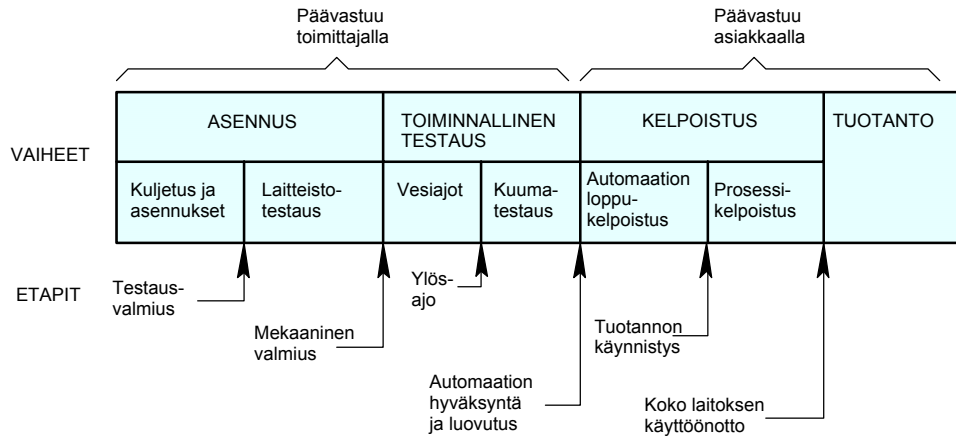 Päävastuu
toimittajalla
Päävastuu
asiakkaalla
VAIHEET
ASENNUS
TOIMINNALLINEN
TESTAUS
KELPOISTUS
TUOTANTO
Kuljetus ja
asennukset
Laitteisto-
testaus
Vesiajot
Kuuma-
testaus
Automaation
loppu-
kelpoistus
Prosessi-
kelpoistus
ETAPIT
Testaus-
valmius
Mekaaninen
valmius
Ylös-
ajo
Automaation
hyväksyntä
ja luovutus
Tuotannon
käynnistys
Koko laitoksen
käyttöönotto